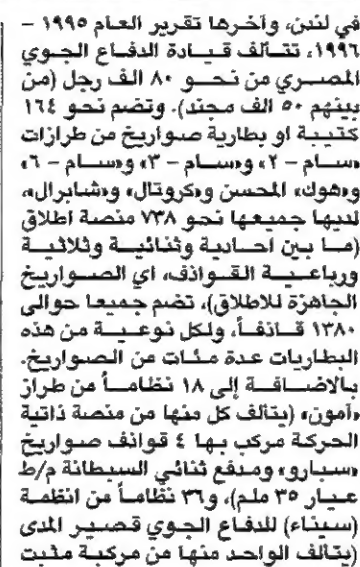 في لندن، وآخرها تقرير العام ١٩٩٥ –
١٩٩٦، تتألف قيادة الدفاع الجوي
المصري من نحو ٨٠ الف رجل (من
بينهم ٥٠ الف مجند). وتضم نحو ١٦٤
كتيبة او بطارية صواريخ من طرازات
«سام – ٢» و«سام – ٣» و«سام – ٦»
و«هوك» المحسن و«كروتال» و«شابرال»،
لديها جميعها نحو ٧٣٨ منصة اطلاق
(ما بين احادية وثنائية وثلاثية
ورباعية القواذف، اي الصواريخ
الجاهزة للاطلاق)، تضم جميعا حوالى
١٣٨٠ قاذفاً، ولكل نوعية من هذه
البطاريات عدة مئات من الصواريخ.
بالاضافة إلى ١٨ نظاماً من طراز
«آمون» (يتألف كل منها من منصة ذاتية
الحركة مركب بها ٤ قواذف صواريخ
«سبارو» ومدفع ثنائي السبطانة م/ط
عيار ٣٥ ملم)، و٣٦ نظاماً من انظمة
(سيناء) للدفاع الجوي قصير المدى
(يتألف الواحد منها من مركبة مثبت